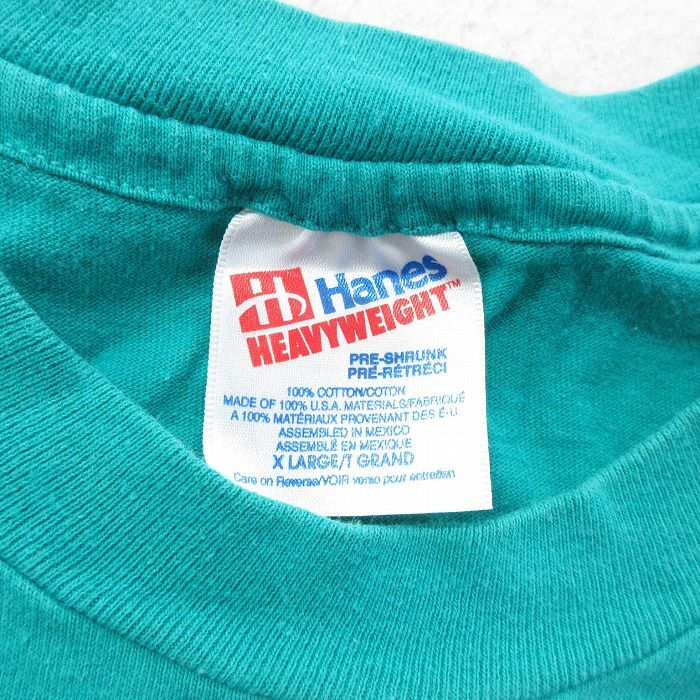 Hanes
HEAVYWEIGHT™
PRE-SHRUNK
PRÉ-RÉTRÉCI
100% COTTON/COTON
MADE OF 100% U.S.A. MATERIALS/FABRIQUÉ
A 100% MATÉRIAUX PROVENANT DES É-U
ASSEMBLED IN MEXICO
ASSEMBLÉ EN MEXIQUE
X LARGE/T GRAND
Care on Reverse/VOIR verso pour entretien